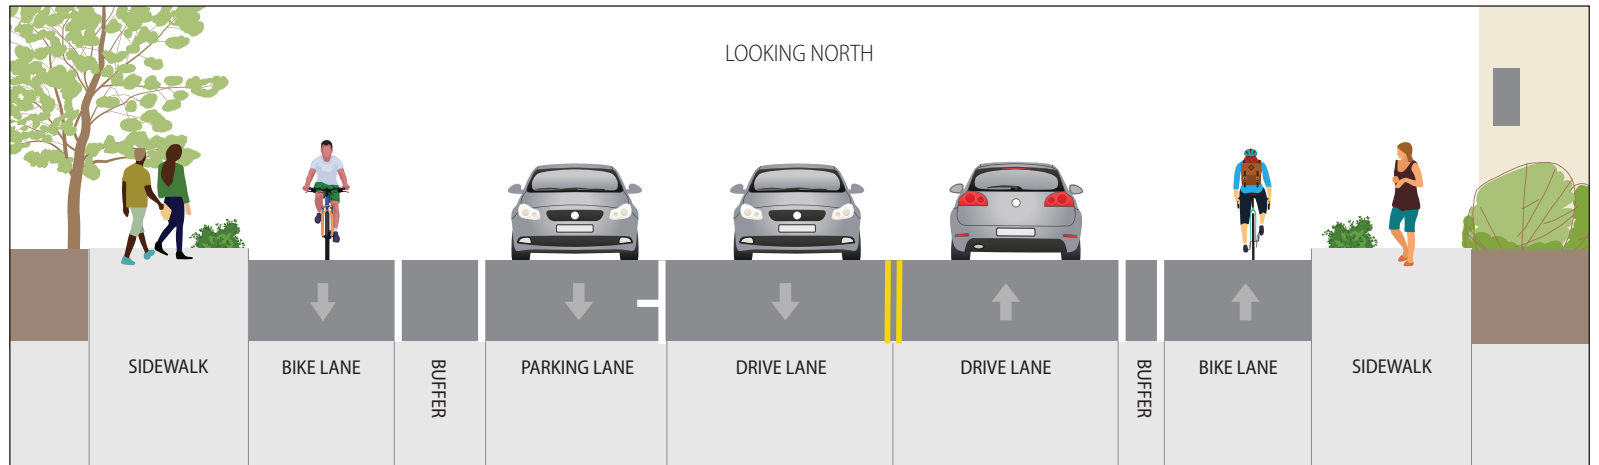 LOOKING NORTH
SIDEWALK
BIKE LANE
BUFFER
PARKING LANE
DRIVE LANE
DRIVE LANE
BUFFER
BIKE LANE
SIDEWALK